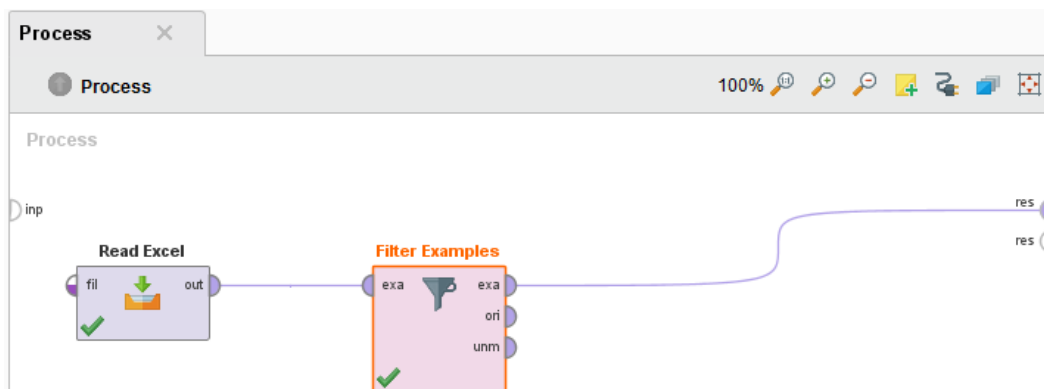 Process
Process
100%
Process
inp
res
res
Read Excel
fil
out
Filter Examples
exa
exa
ori
unm